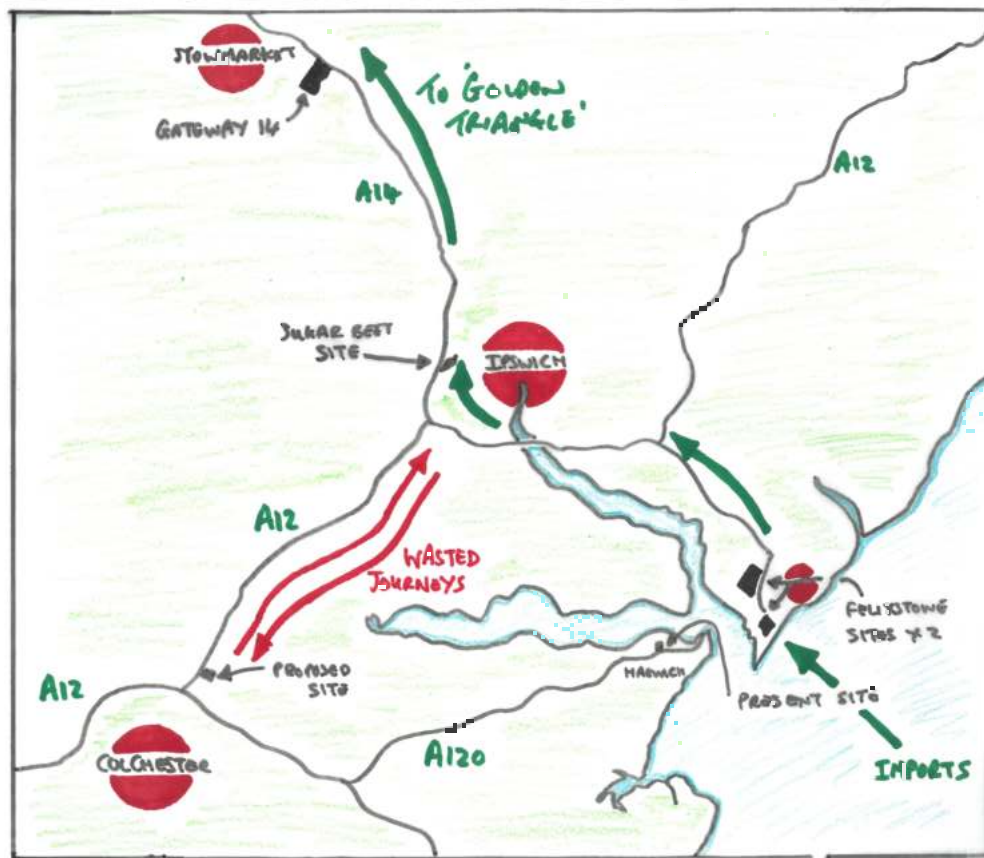 STOWMARKET
GATEWAY 14
TO 'GOLDEN
TRIANGLE'
A14
A12
SUGAR BEET
SITE
IPSWICH
A12
WASTED
JOURNEYS
FELIXSTOWE
SITES X 2
PROPOSED
SITE
HARWICH
PRESENT SITE
A12
COLCHESTER
A120
IMPORTS